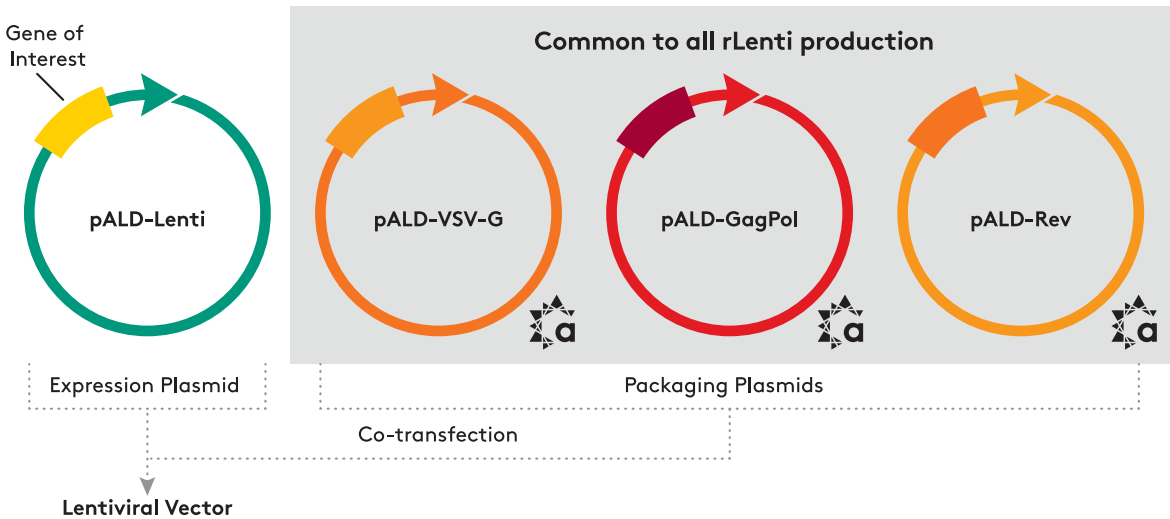 Gene of
Interest
Common to all rLenti production
pALD-Lenti
pALD-VSV-G
pALD-GagPol
pALD-Rev
a
a
a
Expression Plasmid
Packaging Plasmids
Co-transfection
Lentiviral Vector